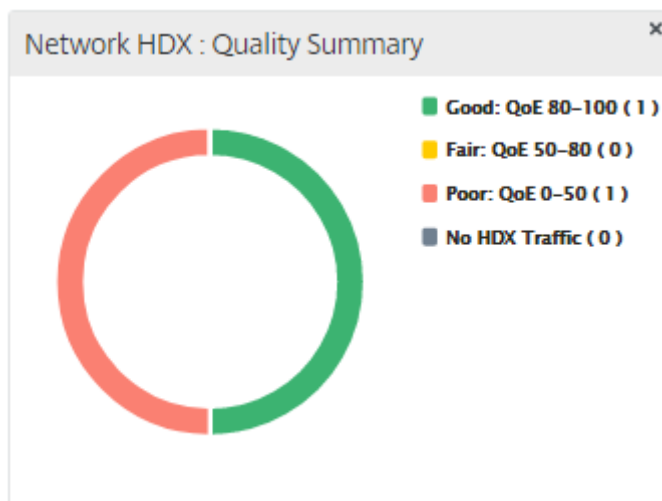 Network HDX : Quality Summary
Good: QoE 80–100 ( 1 )
Fair: QoE 50–80 ( 0 )
Poor: QoE 0–50 ( 1 )
No HDX Traffic ( 0 )